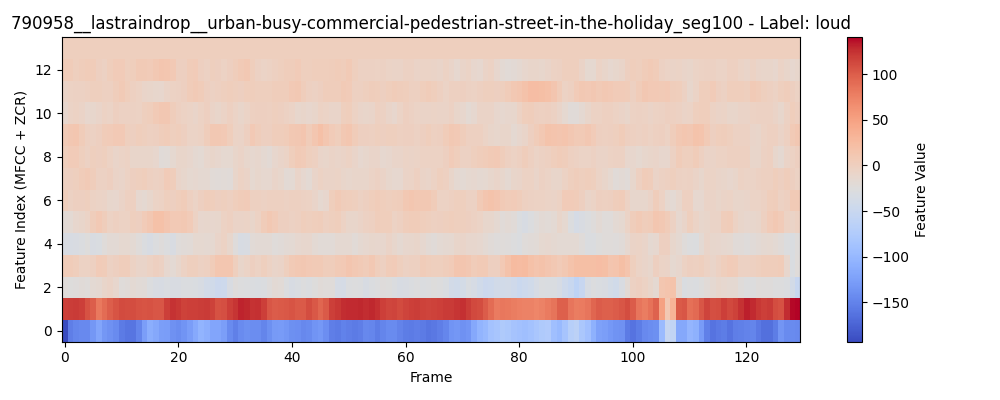 790958__lastraindrop__urban-busy-commercial-pedestrian-street-in-the-holiday_seg100 - Label: loud
Feature Index (MFCC + ZCR)
12
10
8
6
4
2
0
0 20 40 60 80 100 120
Frame
100
50
0
−50
−100
−150
Feature Value